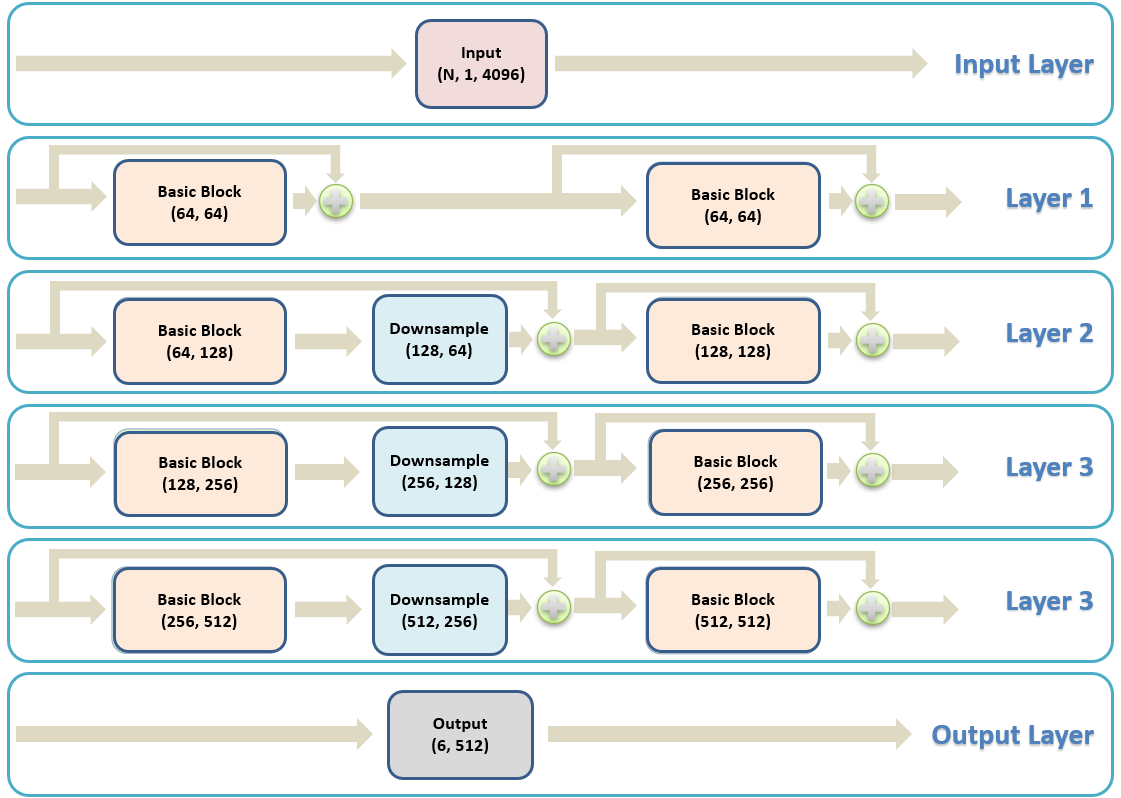 Input
(N, 1, 4096)
Input Layer
Basic Block
(64, 64)
Basic Block
(64, 64)
Layer 1
Basic Block
(64, 128)
Downsample
(128, 64)
Basic Block
(128, 128)
Layer 2
Basic Block
(128, 256)
Downsample
(256, 128)
Basic Block
(256, 256)
Layer 3
Basic Block
(256, 512)
Downsample
(512, 256)
Basic Block
(512, 512)
Layer 3
Output
(6, 512)
Output Layer